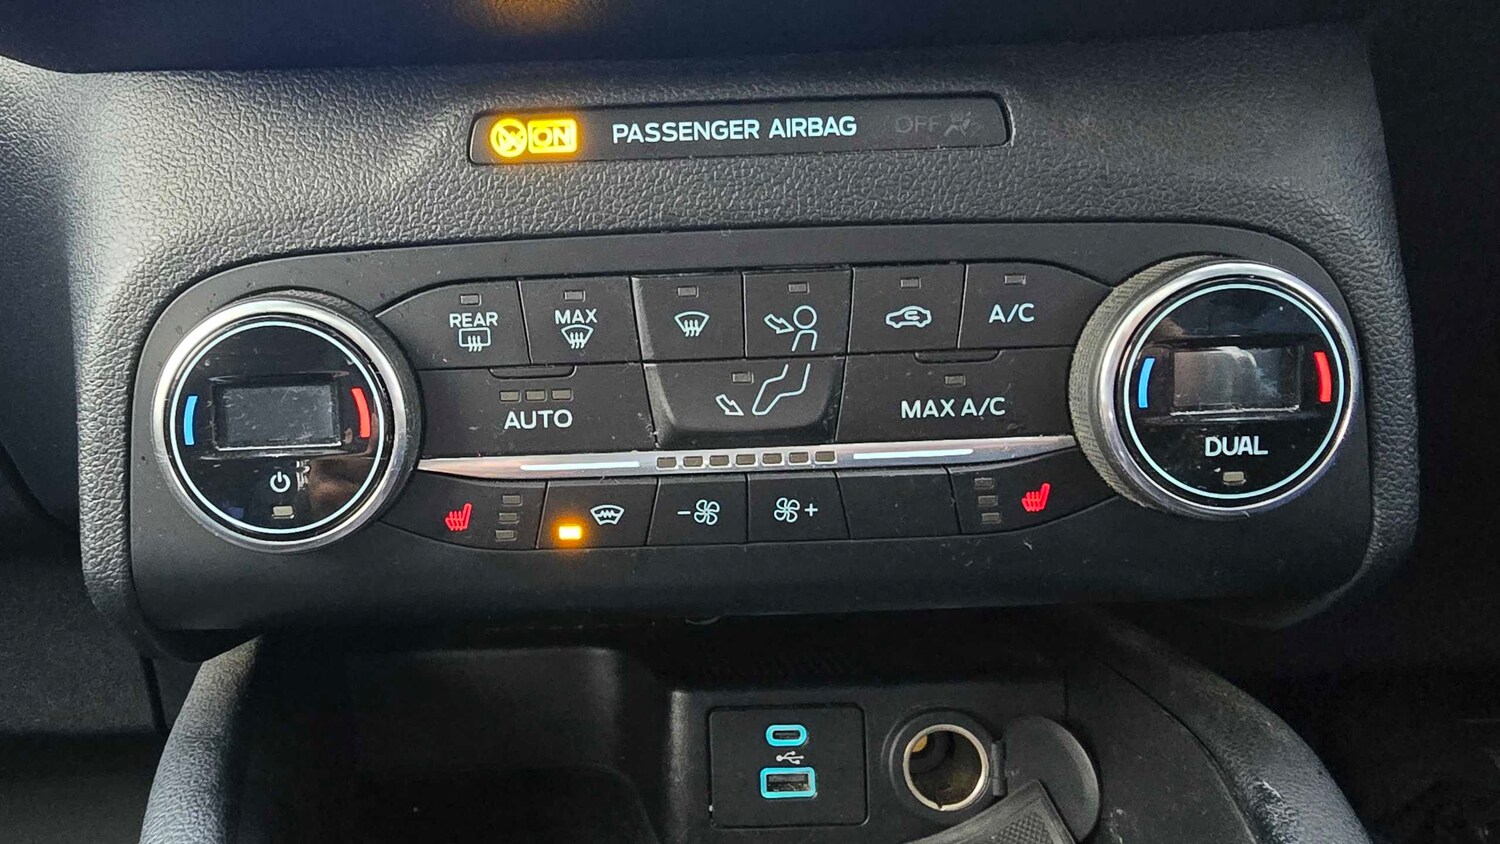 ON PASSENGER AIRBAG OFF
REAR
MAX
A/C
AUTO
MAX A/C
DUAL
- +